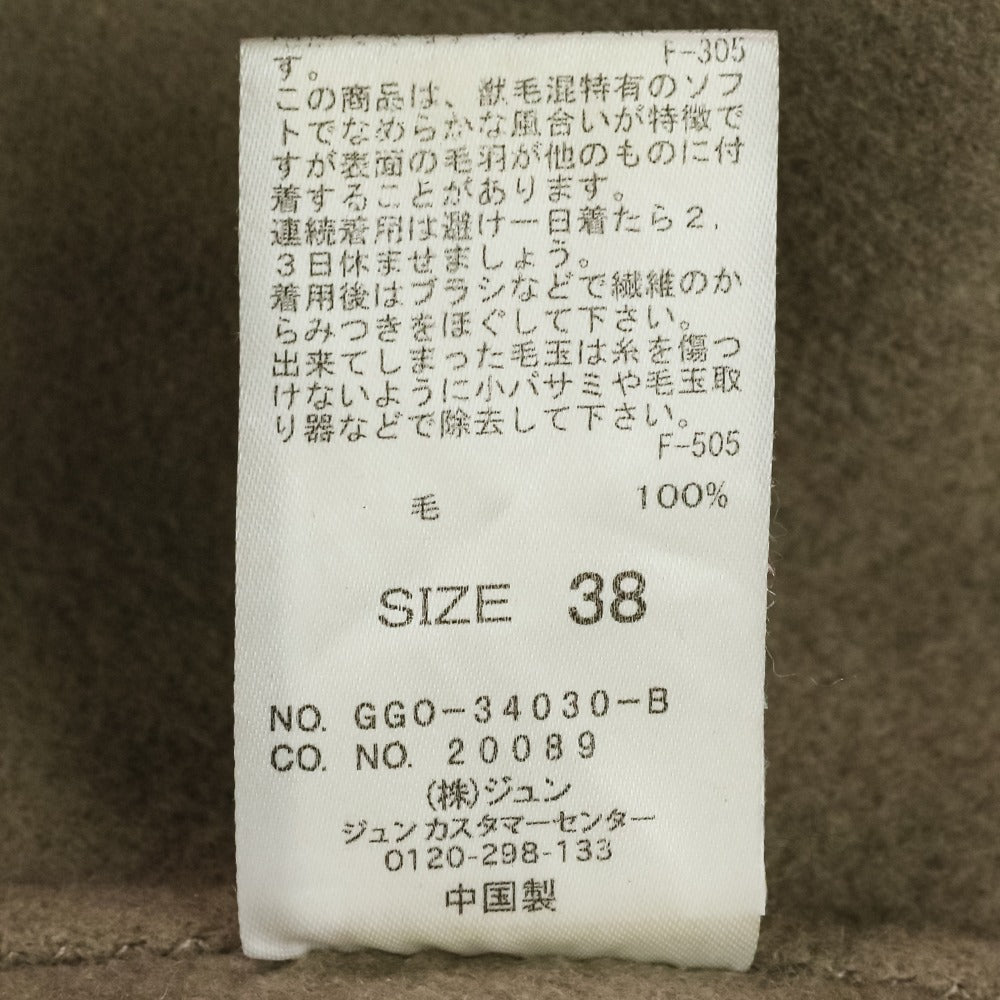 す。
F-305
この商品は、獣毛混特有のソフ
トでなめらかな風合いが特徴で
すが表面の毛羽が他のものに付
着することがあります。
連続着用は避け一日着たら２，
３日休ませましょう。
着用後はブラシなどで繊維のか
らみつきをほぐして下さい。
出来てしまった毛玉は糸を傷つ
けないように小バサミや毛玉取
り器などで除去して下さい。
F-505
毛 100%
SIZE 38
NO. GGO-34030-B
CO. NO. 20089
(株)ジュン
ジュンカスタマーセンター
0120-298-133
中国製